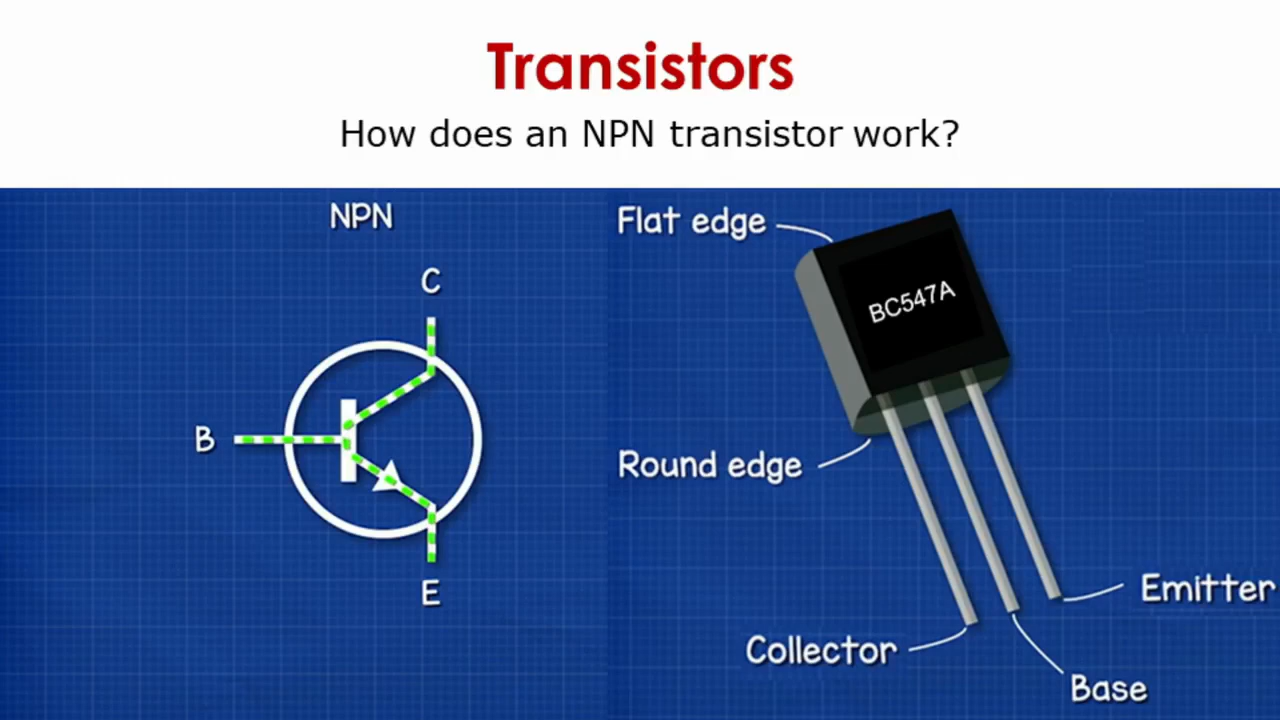 Transistors
How does an NPN transistor work?
NPN
C
B
E
Flat edge
BC547A
Round edge
Emitter
Collector
Base